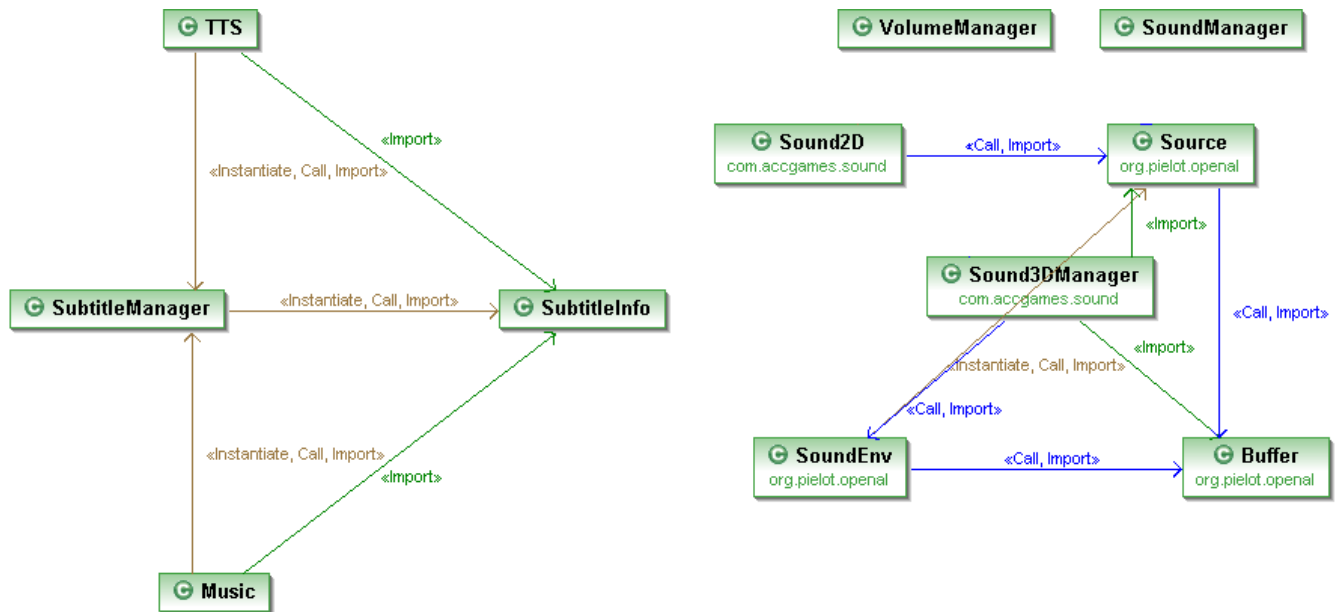 C TTS
C VolumeManager
C SoundManager
«Import»
«Instantiate, Call, Import»
C Sound2D
com.accgames.sound
«Call, Import»
C Source
org.pielot.openal
«Import»
C SubtitleManager
«Instantiate, Call, Import»
C SubtitleInfo
C Sound3DManager
com.accgames.sound
«Call, Import»
«Import»
«Instantiate, Call, Import»
«Call, Import»
«Instantiate, Call, Import»
«Import»
C SoundEnv
org.pielot.openal
«Call, Import»
C Buffer
org.pielot.openal
C Music